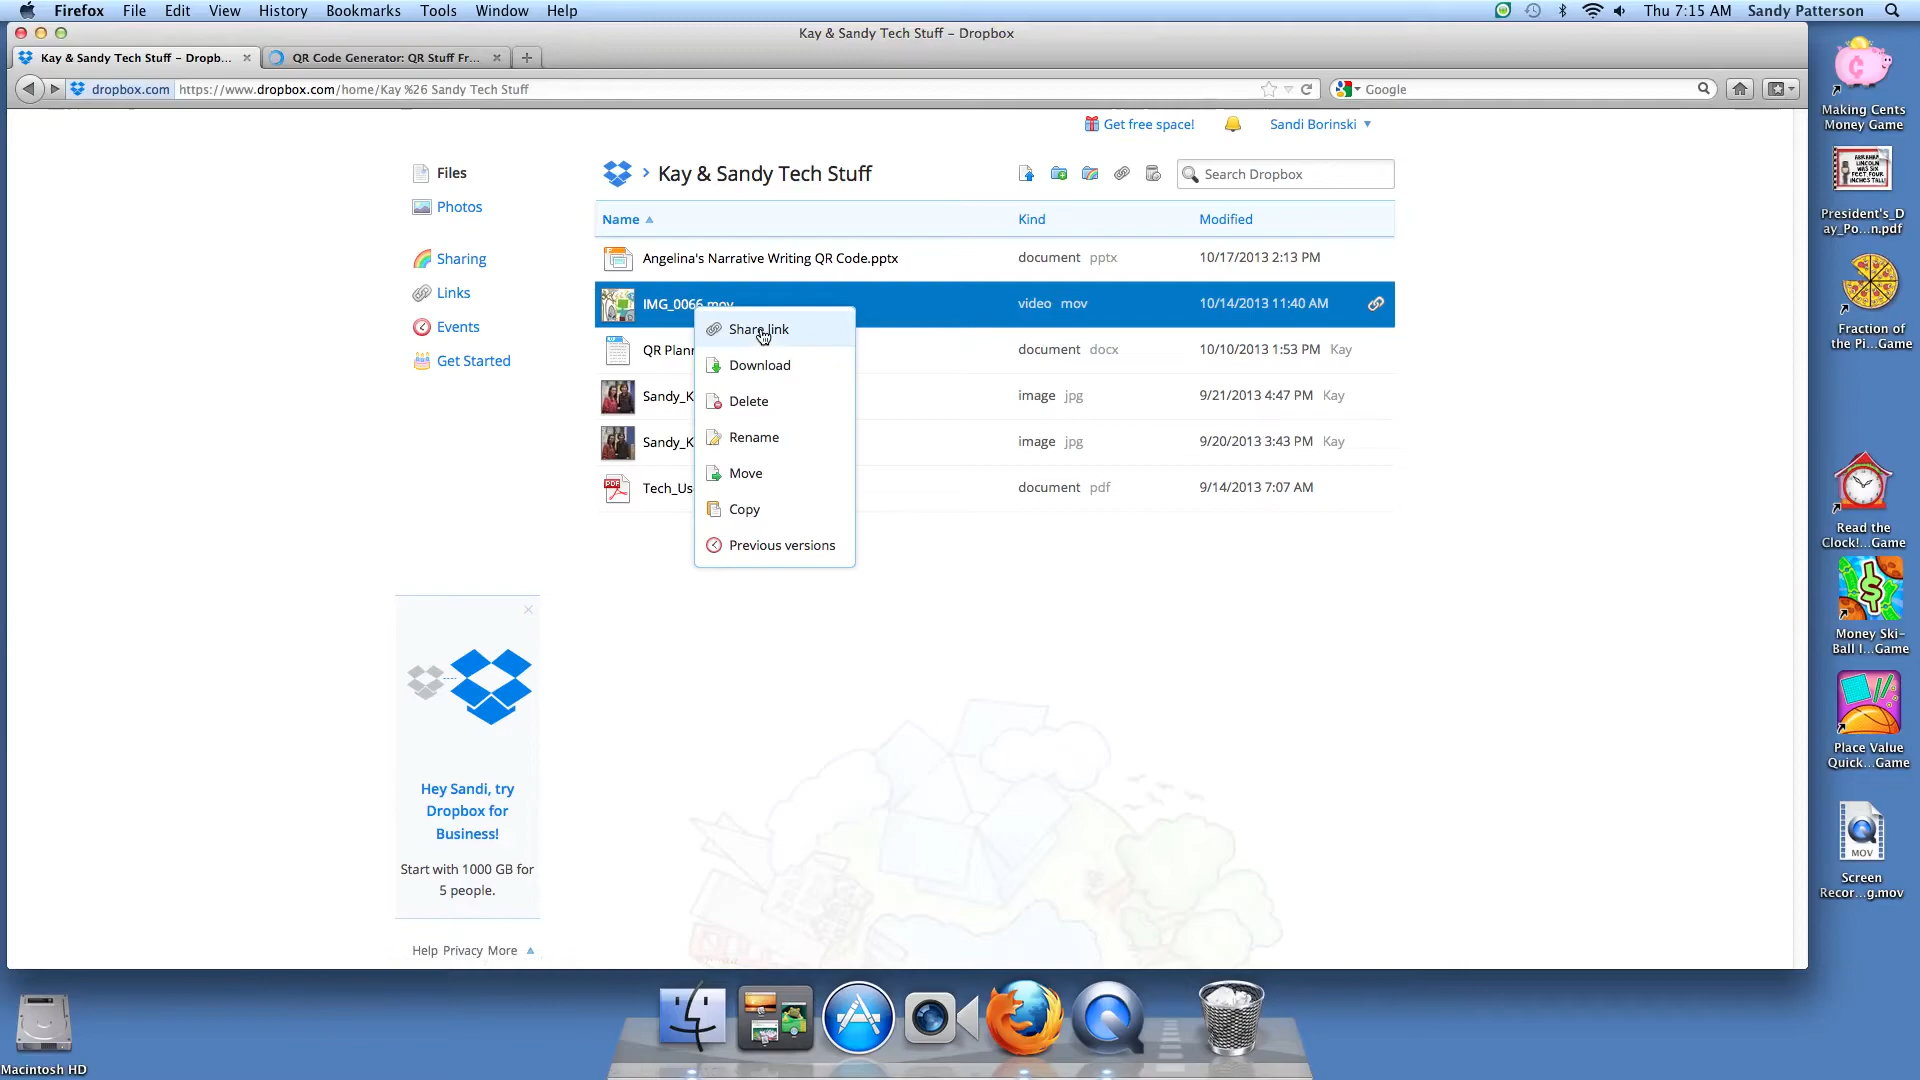 Firefox File Edit View History Bookmarks Tools Window Help Thu 7:15 AM Sandy Patterson
Kay & Sandy Tech Stuff – Dropbox
Kay & Sandy Tech Stuff – Dropb... QR Code Generator: QR Stuff Fr...
dropbox.com https://www.dropbox.com/home/Kay %26 Sandy Tech Stuff Google
Get free space! Sandi Borinski
Files
Photos
Sharing
Links
Events
Get Started
Kay & Sandy Tech Stuff Search Dropbox
Name Kind Modified
Angelina's Narrative Writing QR Code.pptx document pptx 10/17/2013 2:13 PM
IMG_0066.mov video mov 10/14/2013 11:40 AM
QR Plann document docx 10/10/2013 1:53 PM Kay
Sandy_K image jpg 9/21/2013 4:47 PM Kay
Sandy_K image jpg 9/20/2013 3:43 PM Kay
Tech_Us document pdf 9/14/2013 7:07 AM
Share link
Download
Delete
Rename
Move
Copy
Previous versions
Hey Sandi, try
Dropbox for
Business!
Start with 1000 GB for
5 people.
Help Privacy More
Making Cents
Money Game
ABRAHAM
LINCOLN
WAS SIX
FEET FOUR
INCHES TALL!
President's_D
ay_Po...n.pdf
Fraction of
the Pi...Game
Read the
Clock!...Game
Money Ski-
Ball I...Game
Place Value
Quick...Game
MOV
Screen
Recor...g.mov
Macintosh HD